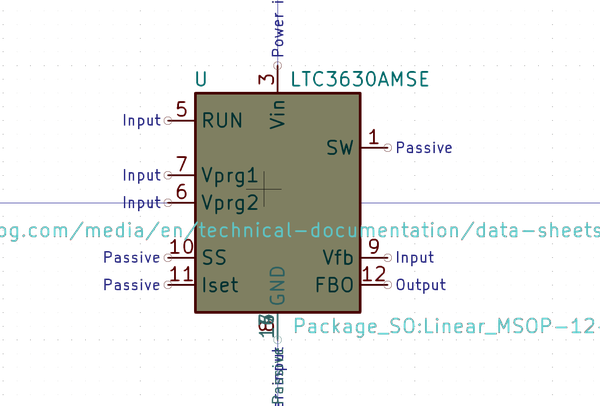 Power i
3
U LTC3630AMSE
Vin
Input 5 RUN
SW 1 Passive
Input 7 Vprg1
Input 6 Vprg2
og.com/media/en/technical-documentation/data-sheets
Passive 10 SS Vfb 9 Input
Passive 11 Iset FBO 12 Output
GND
Package_SO:Linear_MSOP-12-